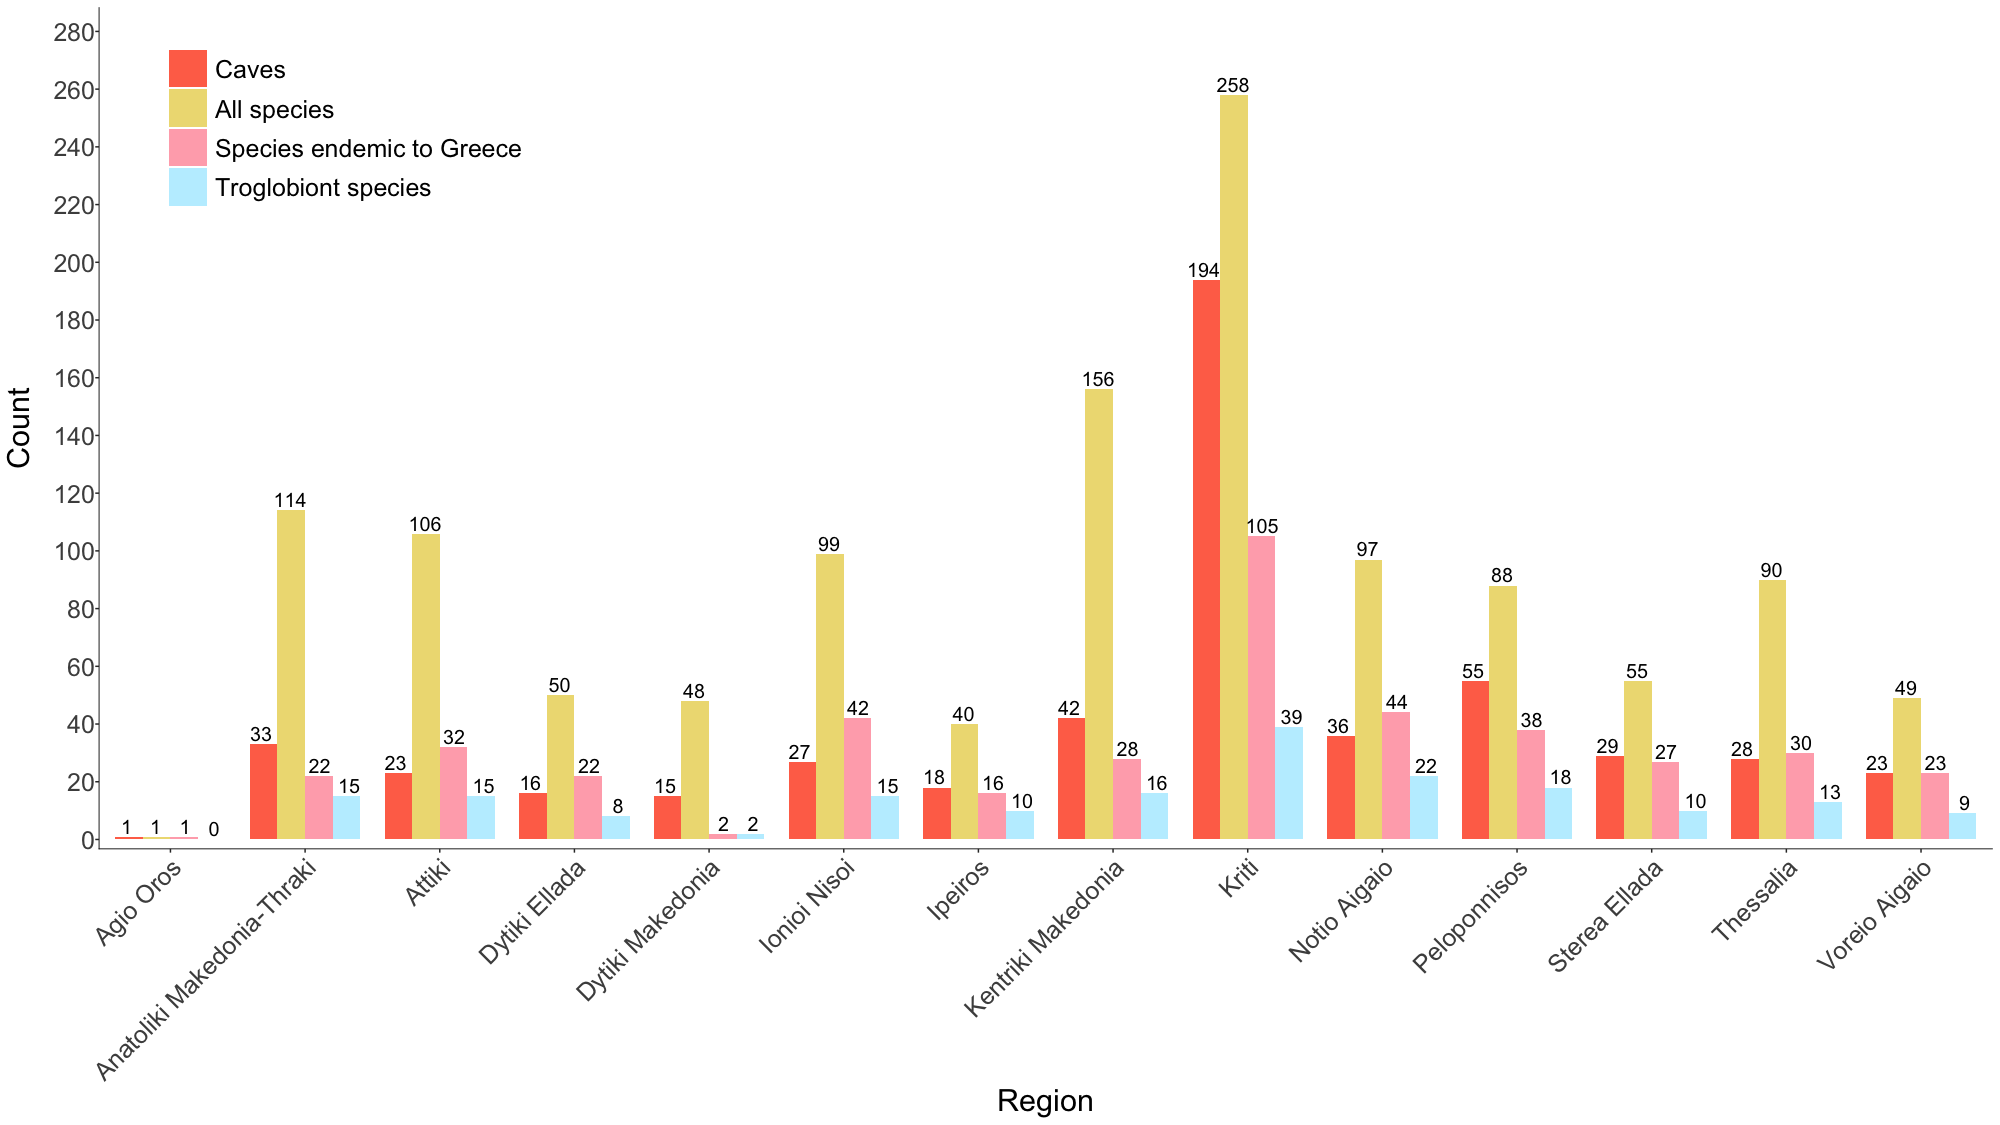 280
260
240
220
200
180
160
140
120
100
80
60
40
20
0
Count
Caves
All species
Species endemic to Greece
Troglobiont species
1 1 1 0
33 114 22 15
23 106 32 15
16 50 22 8
15 48 2 2
27 99 42 15
18 40 16 10
42 156 28 16
194 258 105 39
36 97 44 22
55 88 38 18
29 55 27 10
28 90 30 13
23 49 23 9
Agio Oros
Anatoliki Makedonia-Thraki
Attiki
Dytiki Ellada
Dytiki Makedonia
Ionioi Nisoi
Ipeiros
Kentriki Makedonia
Kriti
Notio Aigaio
Peloponnisos
Sterea Ellada
Thessalia
Voreio Aigaio
Region